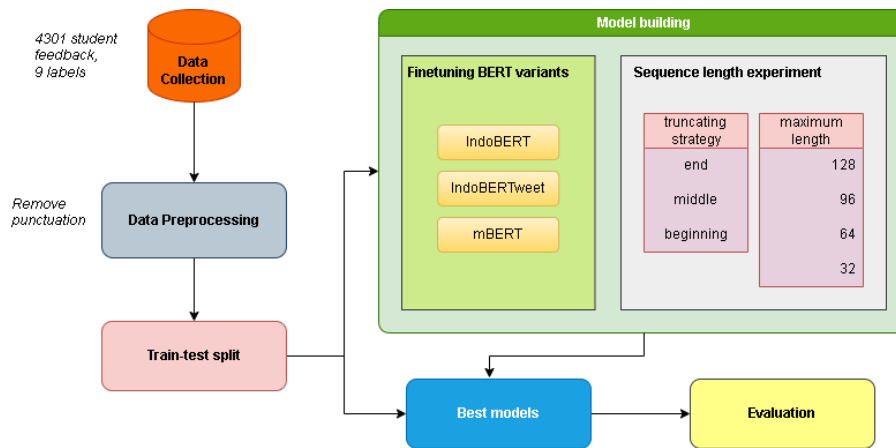 4301 student
feedback,
9 labels
Data
Collection
Remove
punctuation
Data Preprocessing
Train-test split
Model building
Finetuning BERT variants
IndoBERT
IndoBERTweet
mBERT
Sequence length experiment
truncating
strategy
end
middle
beginning
maximum
length
128
96
64
32
Best models
Evaluation